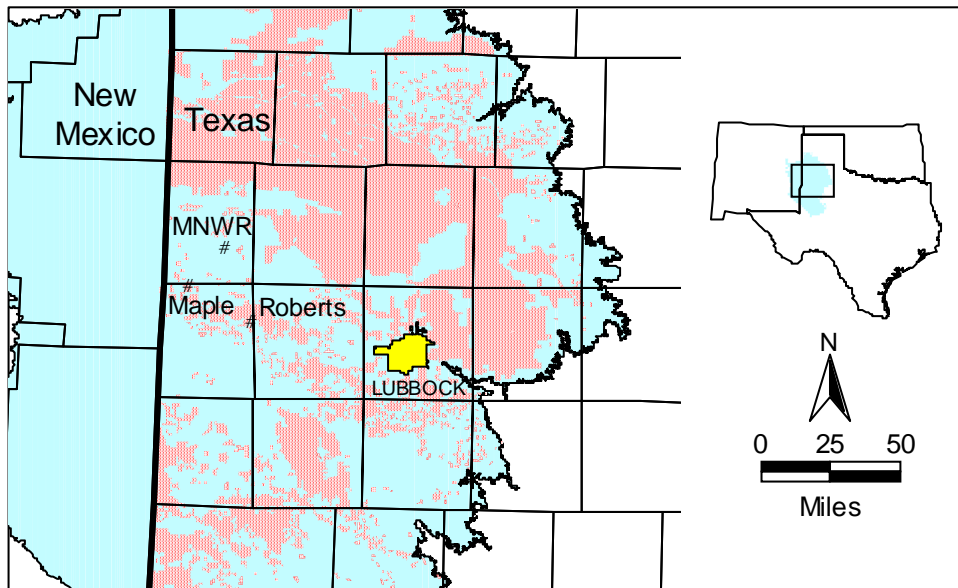 New
Mexico
Texas
MNWR
#
#
Maple
Roberts
#
LUBBOCK
N
0 25 50
Miles